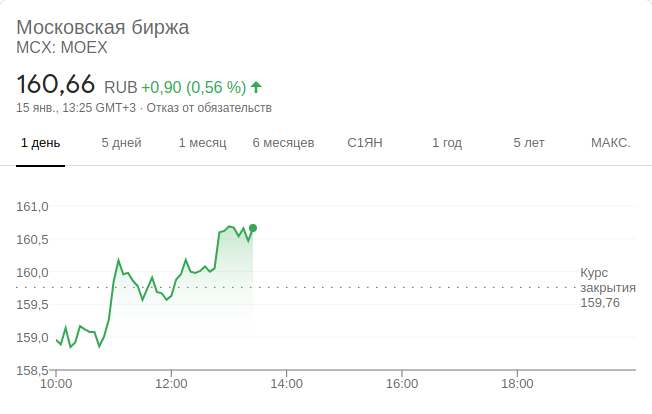 Московская биржа
MCX: MOEX
160,66 RUB +0,90 (0,56 %)
15 янв., 13:25 GMT+3 · Отказ от обязательств
1 день 5 дней 1 месяц 6 месяцев С1ЯН 1 год 5 лет МАКС.
161,0
160,5
160,0
159,5
159,0
158,5
Курс
закрытия
159,76
10:00 12:00 14:00 16:00 18:00